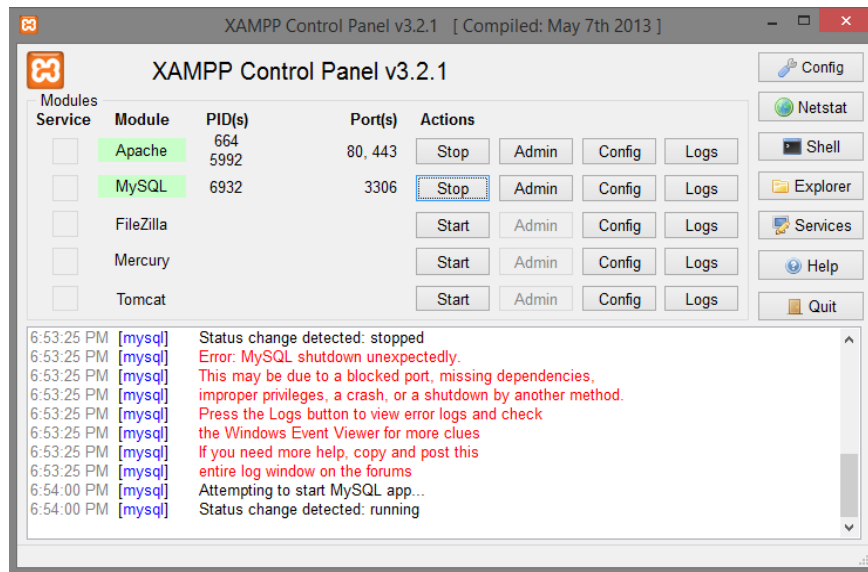 XAMPP Control Panel v3.2.1 [ Compiled: May 7th 2013 ]
XAMPP Control Panel v3.2.1
Config
Modules
Netstat
Service Module PID(s) Port(s) Actions
Apache 664 5992 80, 443 Stop Admin Config Logs
Shell
MySQL 6932 3306 Stop Admin Config Logs
Explorer
FileZilla Start Admin Config Logs
Services
Mercury Start Admin Config Logs
Help
Tomcat Start Admin Config Logs
Quit
6:53:25 PM [mysql] Status change detected: stopped
6:53:25 PM [mysql] Error: MySQL shutdown unexpectedly.
6:53:25 PM [mysql] This may be due to a blocked port, missing dependencies,
6:53:25 PM [mysql] improper privileges, a crash, or a shutdown by another method.
6:53:25 PM [mysql] Press the Logs button to view error logs and check
6:53:25 PM [mysql] the Windows Event Viewer for more clues
6:53:25 PM [mysql] If you need more help, copy and post this
6:53:25 PM [mysql] entire log window on the forums
6:54:00 PM [mysql] Attempting to start MySQL app...
6:54:00 PM [mysql] Status change detected: running